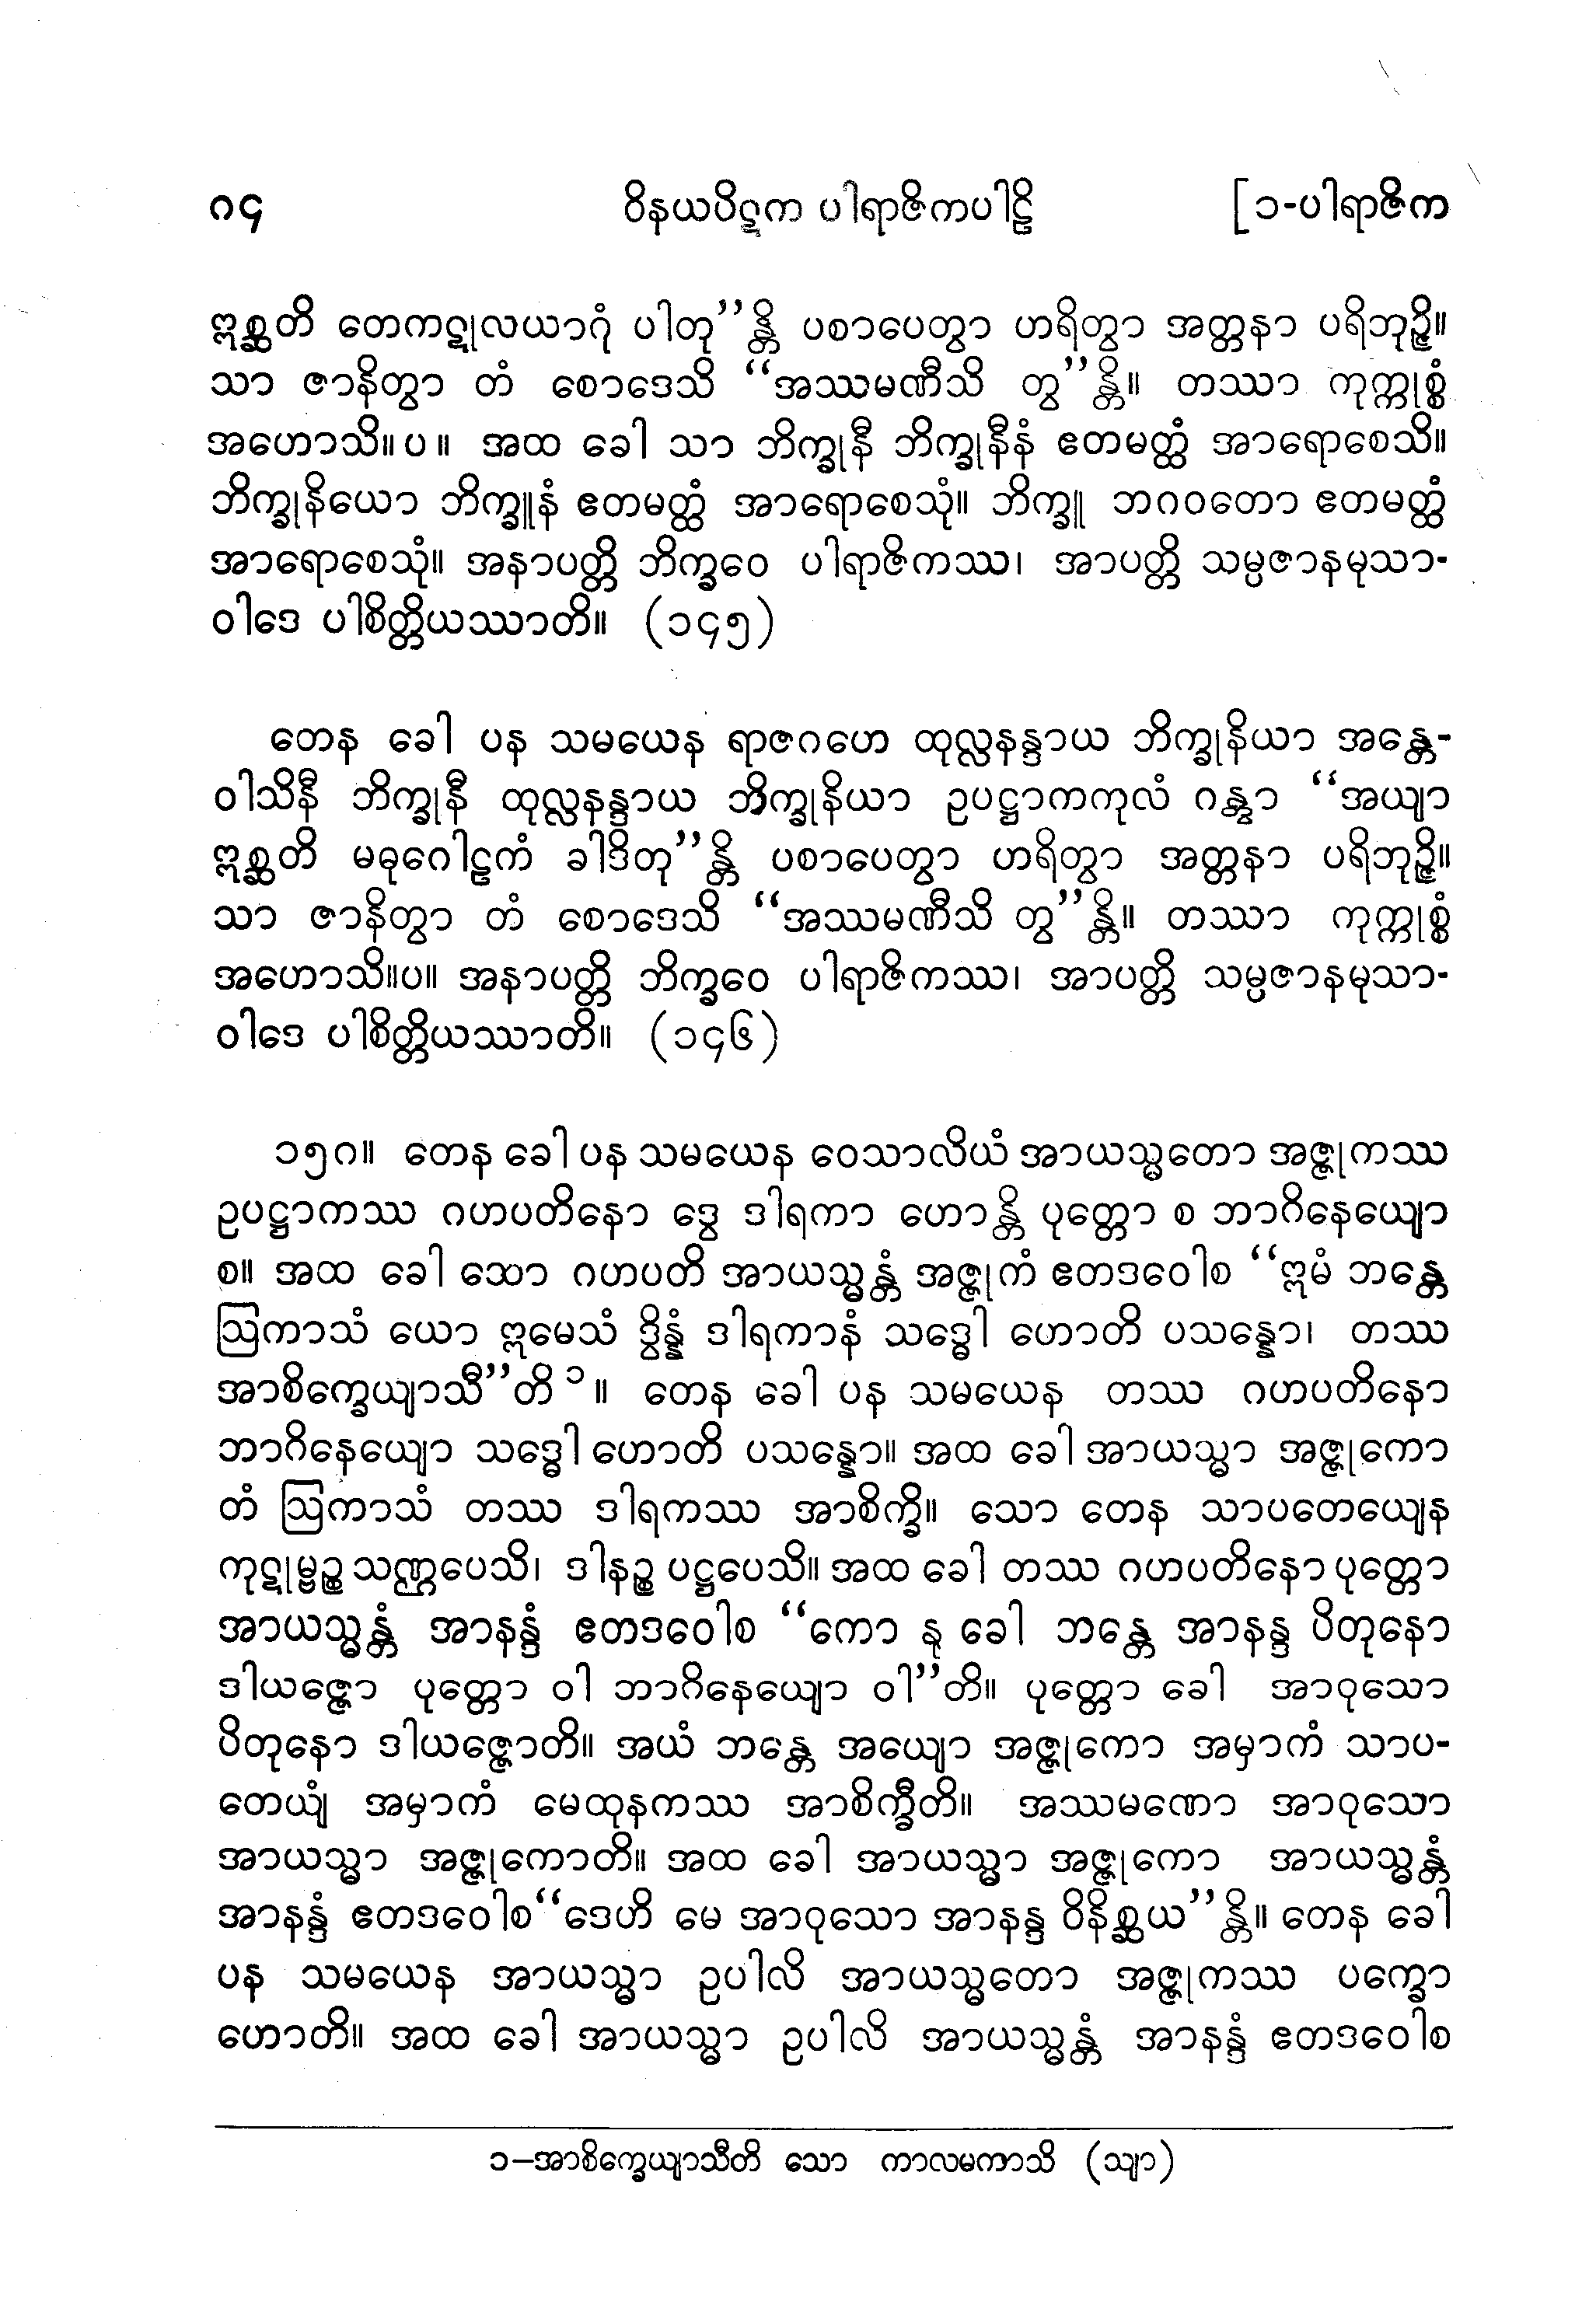 ၈၄ ဝိနယပိဋက ပါရာဇိကပါဠိ [၁-ပါရာဇိက
ဣစ္ဆတိ တေကဋုလယာဂုံ ပါတု”န္တိ ပစာပေတွာ ဟရိတွာ အတ္တနာ ပရိဘုဉ္ဇိ။
သာ ဇာနိတွာ တံ စောဒေသိ “အဿမဏီသိ တွ”န္တိ။ တဿာ ကုက္ကုစ္စံ
အဟောသိ။ပ။ အထ ခေါ သာ ဘိက္ခုနီ ဘိက္ခုနီနံ ဧတမတ္ထံ အာရောစေသိ။
ဘိက္ခုနိယော ဘိက္ခူနံ ဧတမတ္ထံ အာရောစေသုံ။ ဘိက္ခူ ဘဂဝတော ဧတမတ္ထံ
အာရောစေသုံ။ အနာပတ္တိ ဘိက္ခဝေ ပါရာဇိကဿ၊ အာပတ္တိ သမ္ပဇာနမုသာ-
ဝါဒေ ပါစိတ္တိယဿာတိ။ (၁၄၅)
တေန ခေါ ပန သမယေန ရာဇဂဟေ ထုလ္လနန္ဒာယ ဘိက္ခုနိယာ အန္တေ-
ဝါသိနီ ဘိက္ခုနီ ထုလ္လနန္ဒာယ ဘိက္ခုနိယာ ဥပဋ္ဌာကကုလံ ဂန္တွာ “အယျာ
ဣစ္ဆတိ မဓုဂေါဠကံ ခါဒိတု”န္တိ ပစာပေတွာ ဟရိတွာ အတ္တနာ ပရိဘုဉ္ဇိ။
သာ ဇာနိတွာ တံ စောဒေသိ “အဿမဏီသိ တွ”န္တိ။ တဿာ ကုက္ကုစ္စံ
အဟောသိ။ပ။ အနာပတ္တိ ဘိက္ခဝေ ပါရာဇိကဿ၊ အာပတ္တိ သမ္ပဇာနမုသာ-
ဝါဒေ ပါစိတ္တိယဿာတိ။ (၁၄၆)
၁၅၈။ တေန ခေါ ပန သမယေန ဝေသာလိယံ အာယသ္မတော အဇ္ဇုကဿ
ဥပဋ္ဌာကဿ ဂဟပတိနော ဒွေ ဒါရကာ ဟောန္တိ ပုတ္တော စ ဘာဂိနေယျော
စ။ အထ ခေါ သော ဂဟပတိ အာယသ္မန္တံ အဇ္ဇုကံ ဧတဒဝေါစ “ဣမံ ဘန္တေ
ဩကာသံ ယော ဣမေသံ ဒွိန္နံ ဒါရကာနံ သဒ္ဓေါ ဟောတိ ပသန္နော၊ တဿ
အာစိက္ခေယျာသီ”တိ ၁။ တေန ခေါ ပန သမယေန တဿ ဂဟပတိနော
ဘာဂိနေယျော သဒ္ဓေါ ဟောတိ ပသန္နော။ အထ ခေါ အာယသ္မာ အဇ္ဇုကော
တံ ဩကာသံ တဿ ဒါရကဿ အာစိက္ခိ။ သော တေန သာပတေယျေန
ကုဋုမ္ဗဉ္စ သဏ္ဌပေသိ၊ ဒါနဉ္စ ပဋ္ဌပေသိ။ အထ ခေါ တဿ ဂဟပတိနော ပုတ္တော
အာယသ္မန္တံ အာနန္ဒံ ဧတဒဝေါစ “ကော နု ခေါ ဘန္တေ အာနန္ဒ ပိတုနော
ဒါယဇ္ဇော ပုတ္တော ဝါ ဘာဂိနေယျော ဝါ”တိ။ ပုတ္တော ခေါ အာဝုသော
ပိတုနော ဒါယဇ္ဇောတိ။ အယံ ဘန္တေ အယျော အဇ္ဇုကော အမှာကံ သာပ-
တေယျံ အမှာကံ မေထုနကဿ အာစိက္ခီတိ။ အဿမဏော အာဝုသော
အာယသ္မာ အဇ္ဇုကောတိ။ အထ ခေါ အာယသ္မာ အဇ္ဇုကော အာယသ္မန္တံ
အာနန္ဒံ ဧတဒဝေါစ “ဒေဟိ မေ အာဝုသော အာနန္ဒ ဝိနိစ္ဆယ”န္တိ။ တေန ခေါ
ပန သမယေန အာယသ္မာ ဥပါလိ အာယသ္မတော အဇ္ဇုကဿ ပက္ခော
ဟောတိ။ အထ ခေါ အာယသ္မာ ဥပါလိ အာယသ္မန္တံ အာနန္ဒံ ဧတဒဝေါစ
၁–အာစိက္ခေယျာသီတိ သော ကာလမကာသိ (သျာ)